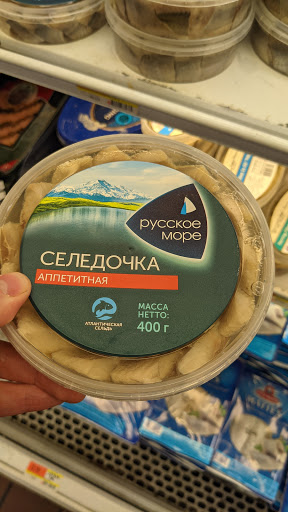 РУССКОЕ
МОРЕ
СЕЛЕДОЧКА
АППЕТИТНАЯ
АТЛАНТИЧЕСКАЯ
СЕЛЬДЬ
МАССА
НЕТТО:
400 г